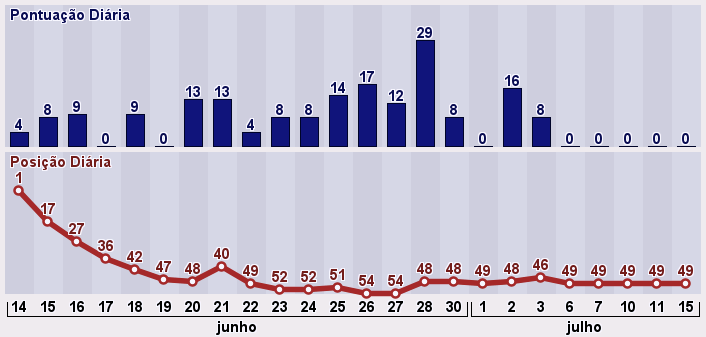 Pontuação Diária
4 8 9 0 9 0 13 13 4 8 8 14 17 12 29 8 0 16 8 0 0 0 0 0
Posição Diária
1 17 27 36 42 47 48 40 49 52 52 51 54 54 48 48 49 48 46 49 49 49 49 49
14 15 16 17 18 19 20 21 22 23 24 25 26 27 28 30 1 2 3 6 7 10 11 15
junho julho